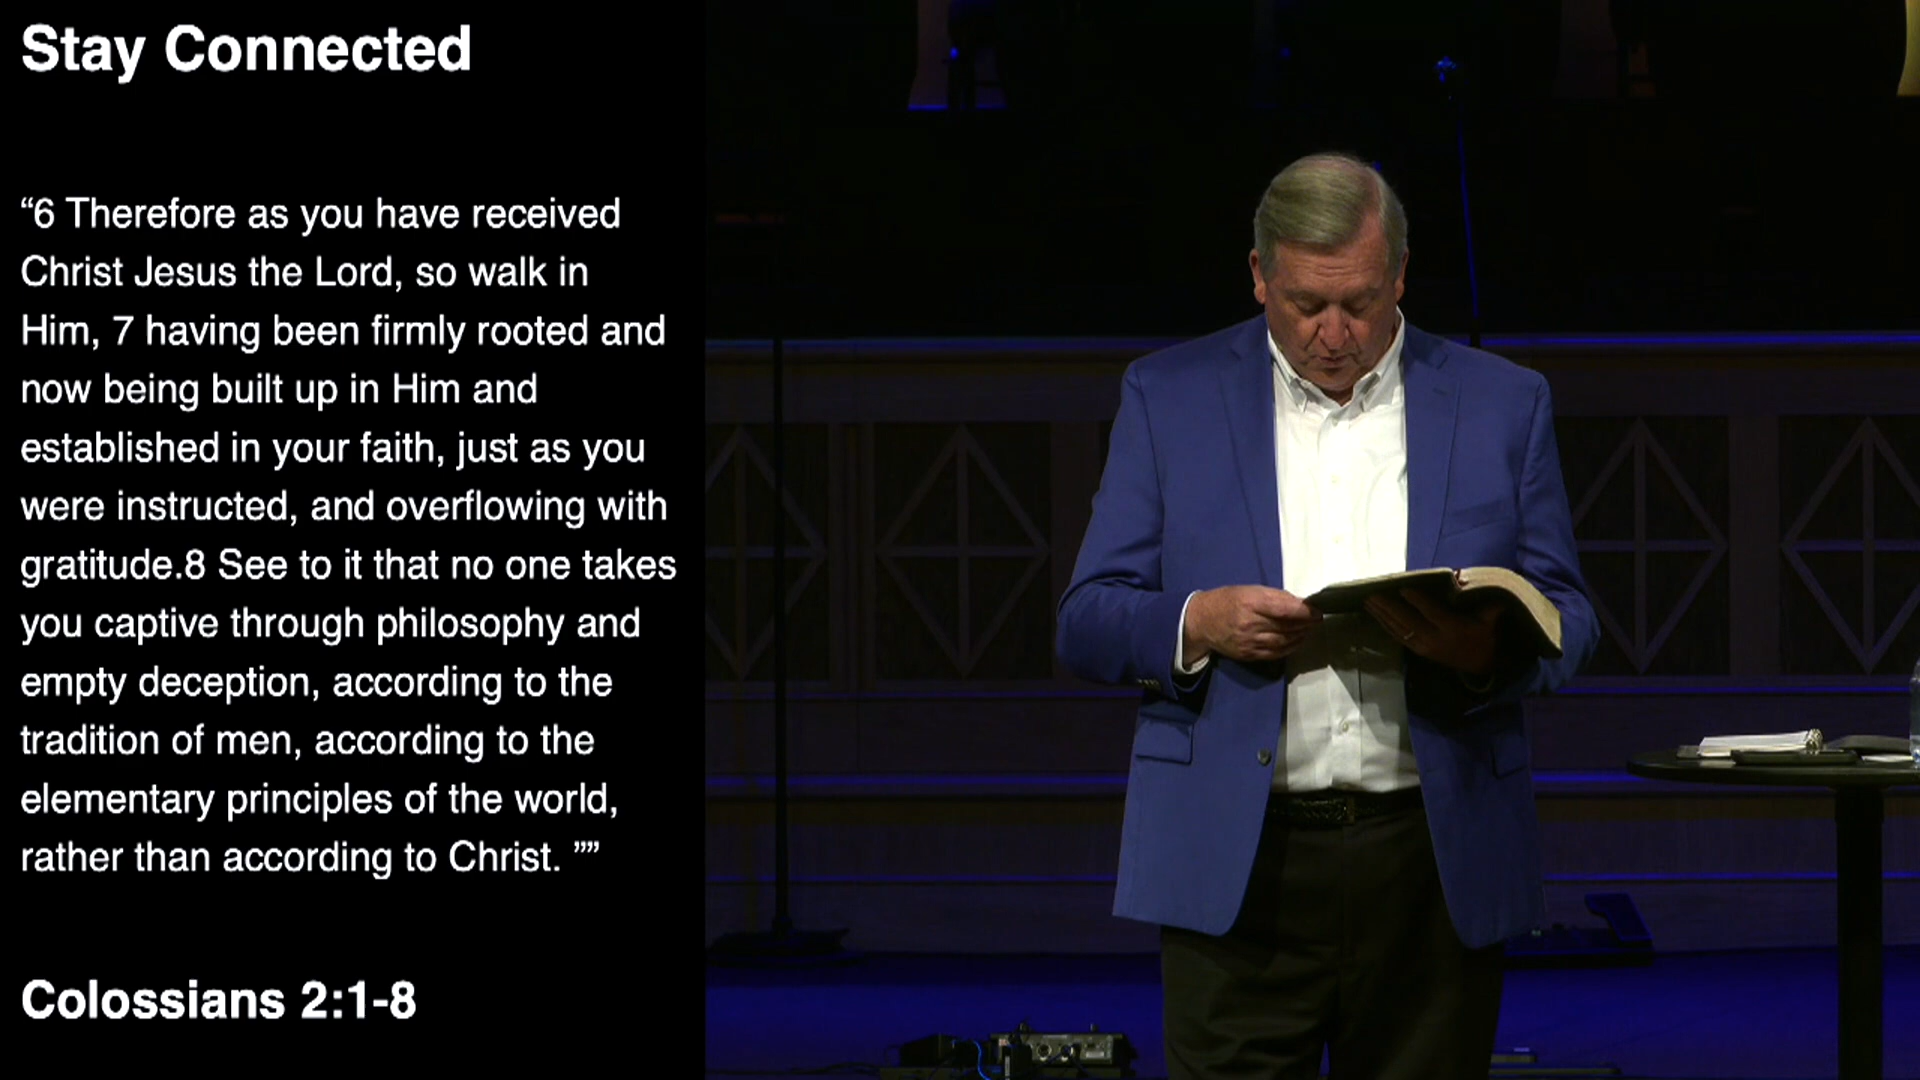 Stay Connected
“6 Therefore as you have received
Christ Jesus the Lord, so walk in
Him, 7 having been firmly rooted and
now being built up in Him and
established in your faith, just as you
were instructed, and overflowing with
gratitude.8 See to it that no one takes
you captive through philosophy and
empty deception, according to the
tradition of men, according to the
elementary principles of the world,
rather than according to Christ. ””
Colossians 2:1-8